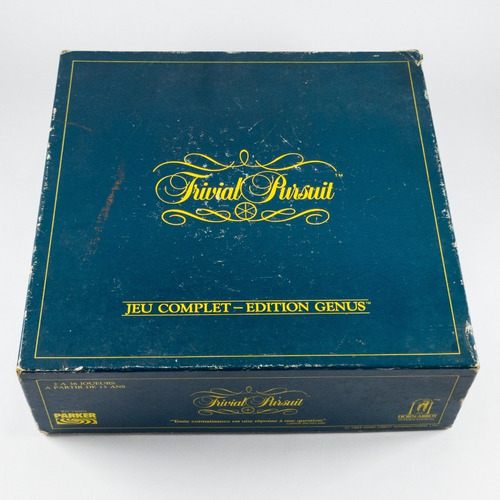 Trivial Pursuit™
JEU COMPLET – EDITION GENUS™
2 A 36 JOUEURS
A PARTIR DE 15 ANS
PARKER
Trivial Pursuit
"Toute connaissance est une réponse à une question"
HORN ABBOT